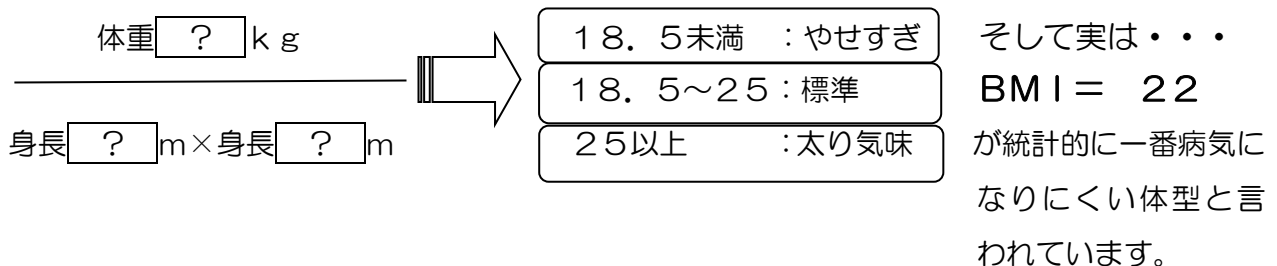 体重 ? ｋｇ
身長 ? ｍ×身長 ? ｍ
１８．５未満　：やせすぎ
１８．５～２５：標準
２５以上　　　：太り気味
そして実は・・・
ＢＭＩ＝　２２
が統計的に一番病気に
なりにくい体型と言
われています。